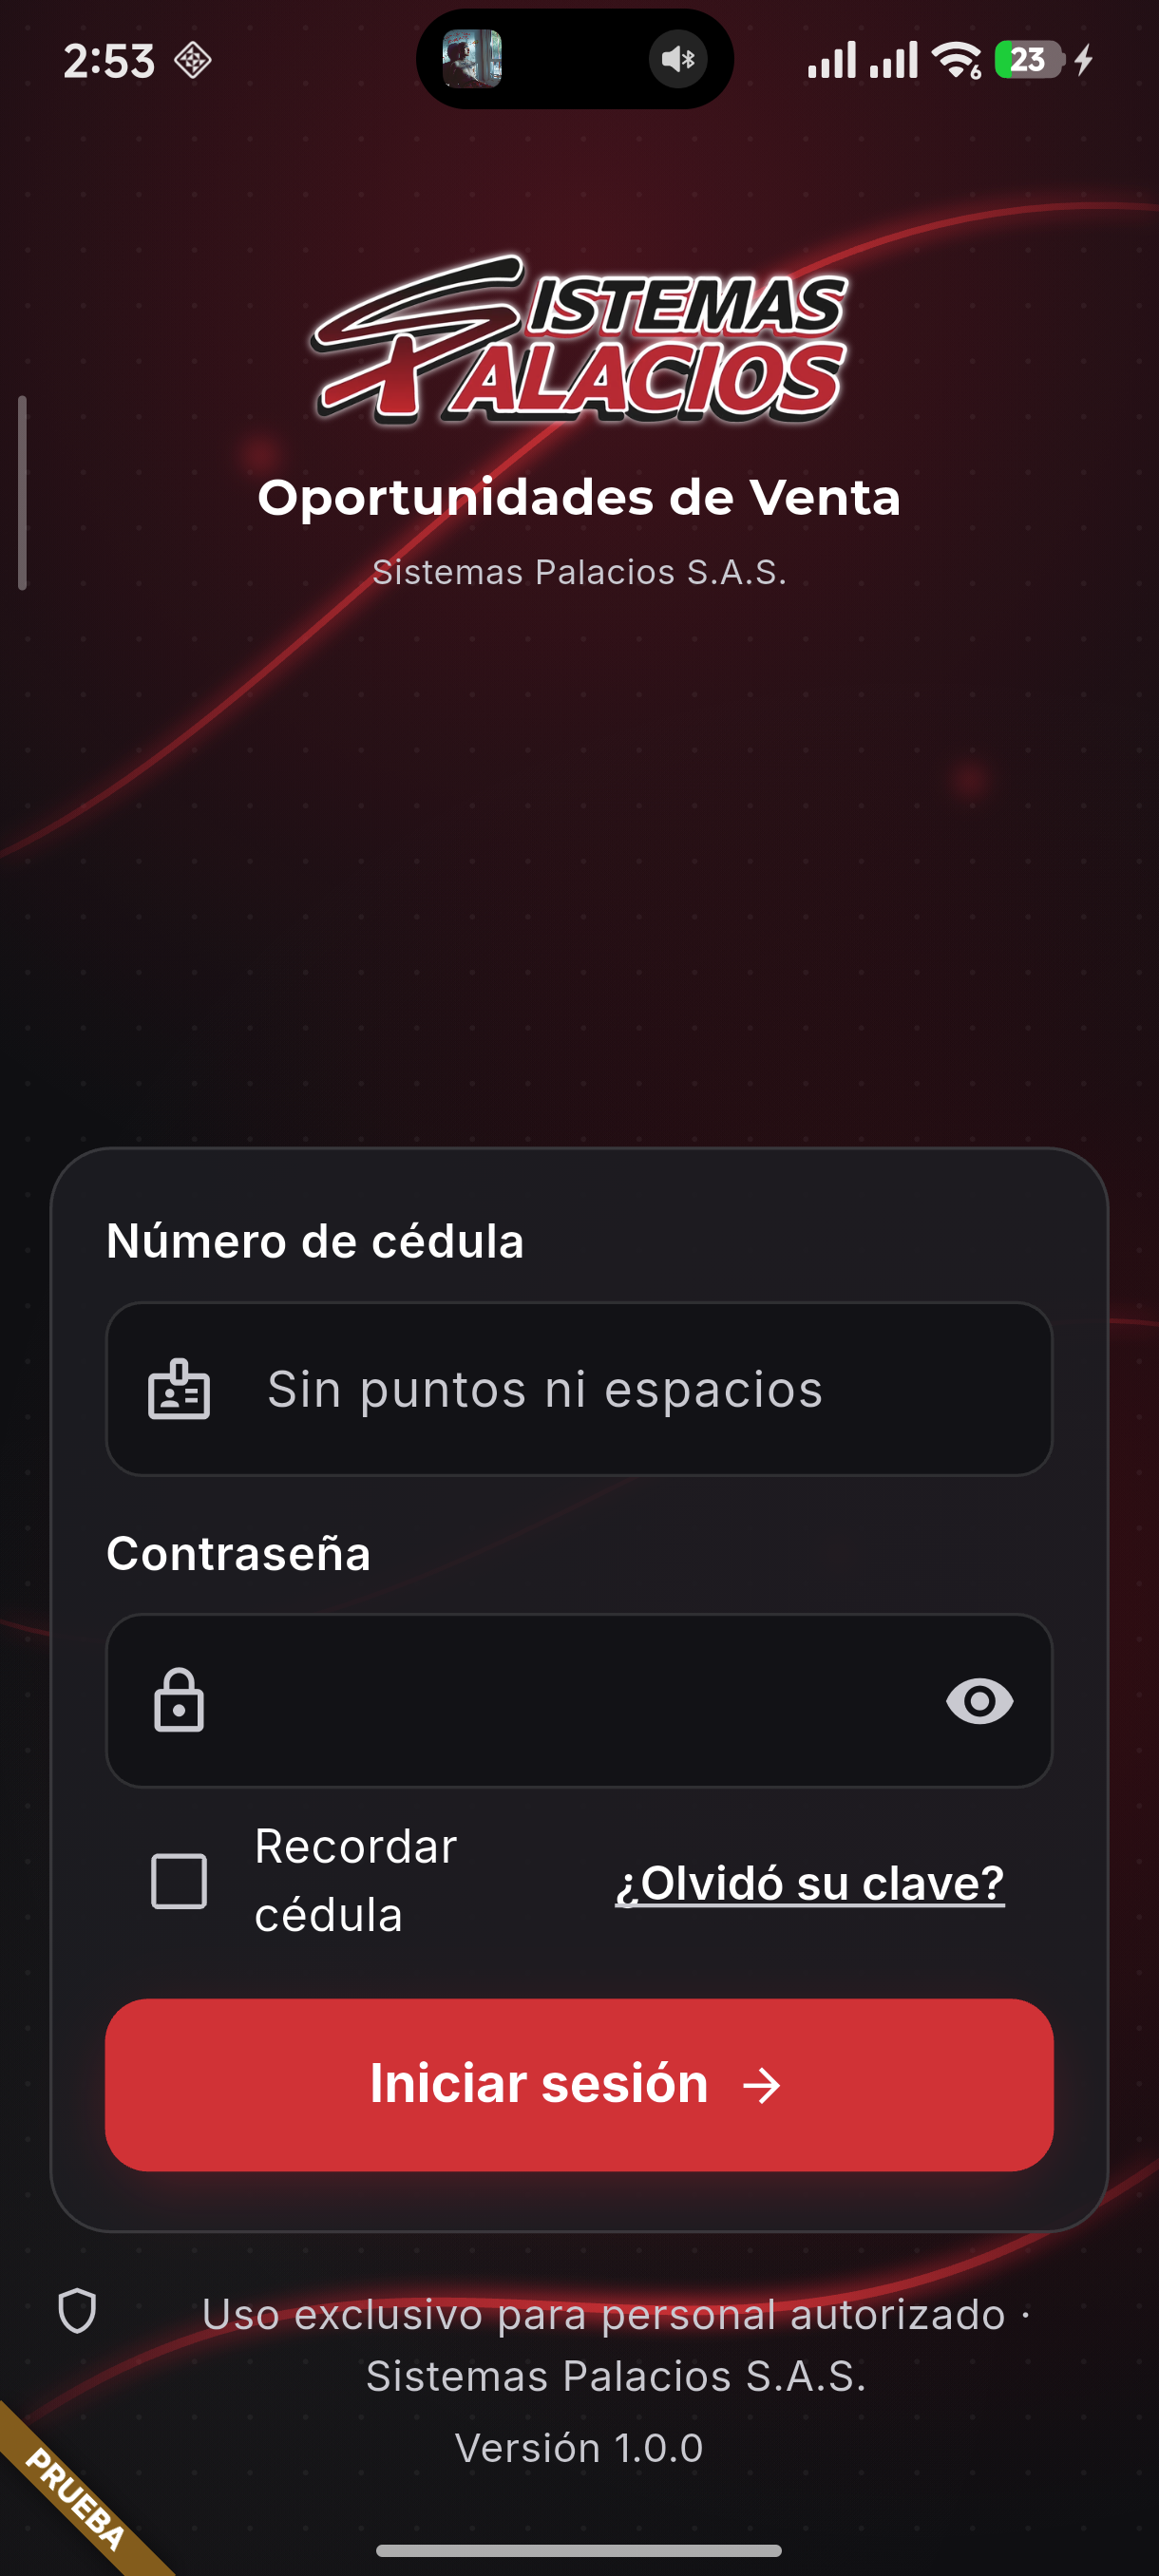 2:53
6
23
SISTEMAS
PALACIOS
Oportunidades de Venta
Sistemas Palacios S.A.S.
Número de cédula
Sin puntos ni espacios
Contraseña
Recordar
cédula
¿Olvidó su clave?
Iniciar sesión →
Uso exclusivo para personal autorizado ·
Sistemas Palacios S.A.S.
Versión 1.0.0
PRUEBA